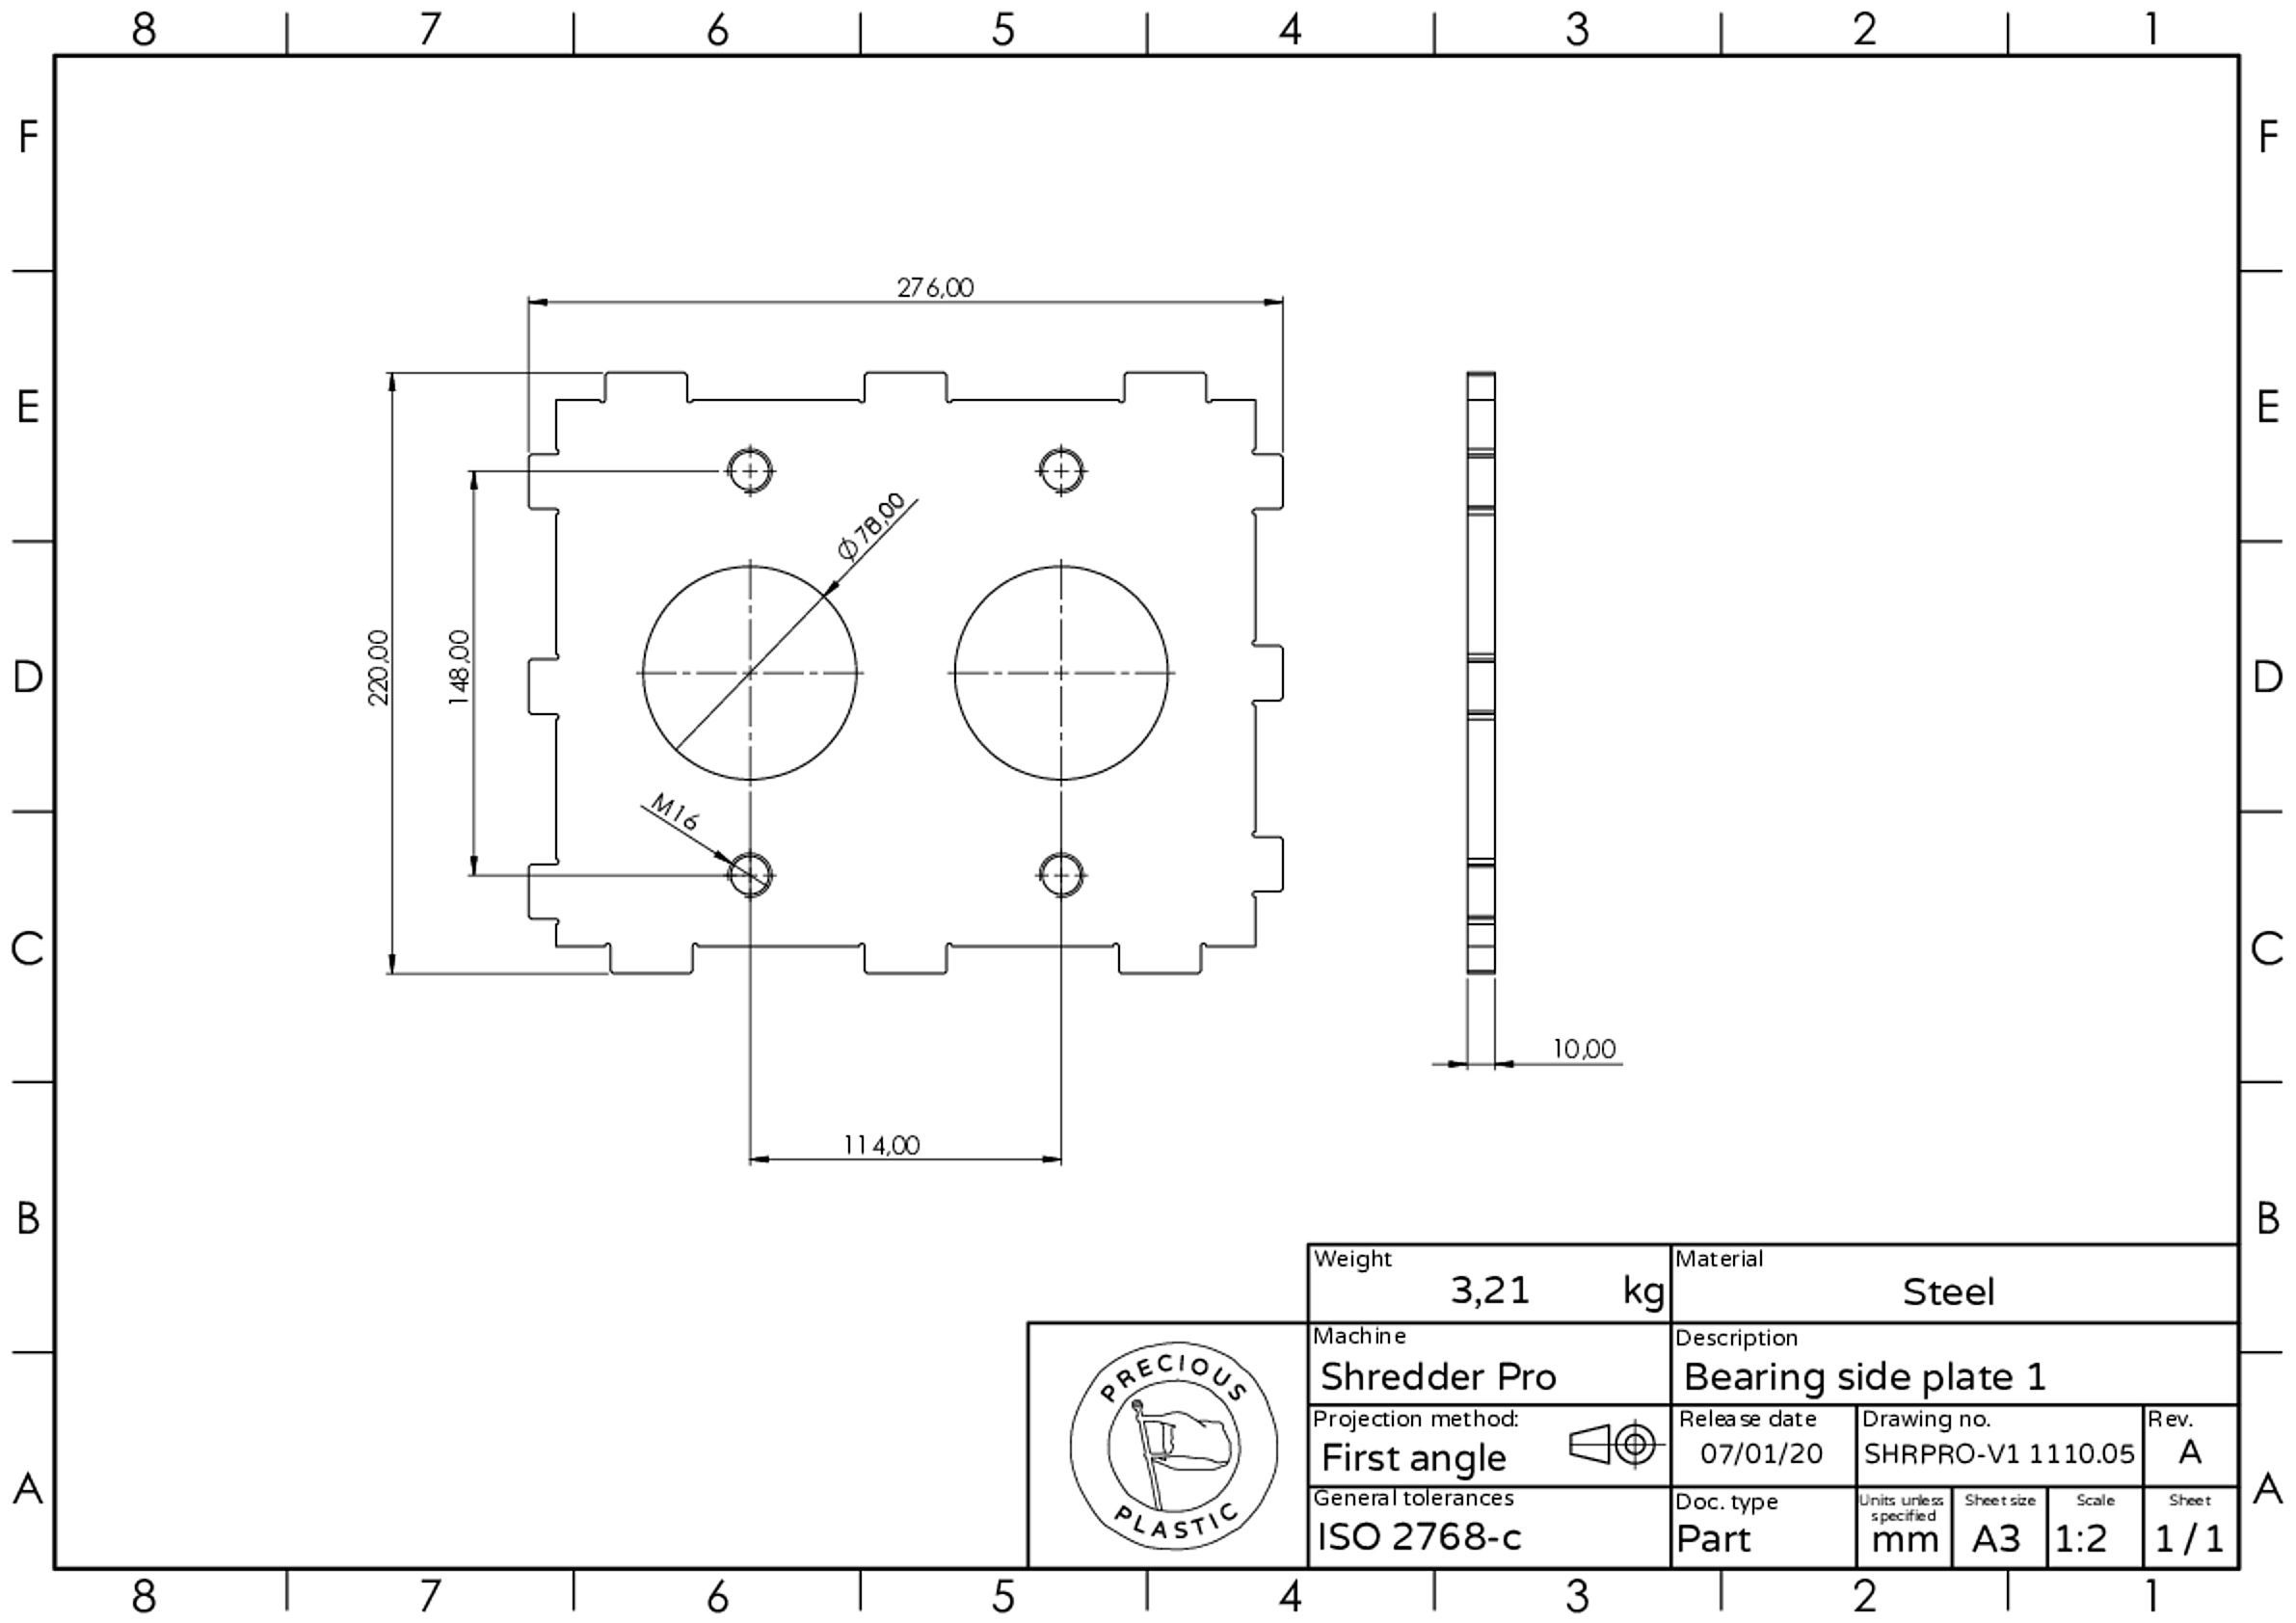 8 7 6 5 4 3 2 1
F F
276,00
E E
Φ78,00
220,00
148,00
D D
M16
C C
10,00
114,00
B B
Weight
3,21 kg
Material
Steel
Machine
Shredder Pro
Description
Bearing side plate 1
PRECIOUS
PLASTIC
Projection method:
First angle
Release date
07/01/20
Drawing no.
SHRPRO-V1 1110.05
Rev.
A
A A
General tolerances
ISO 2768-c
Doc. type
Part
Units unless
specified
mm
Sheet size
A3
Scale
1:2
Sheet
1 / 1
8 7 6 5 4 3 2 1